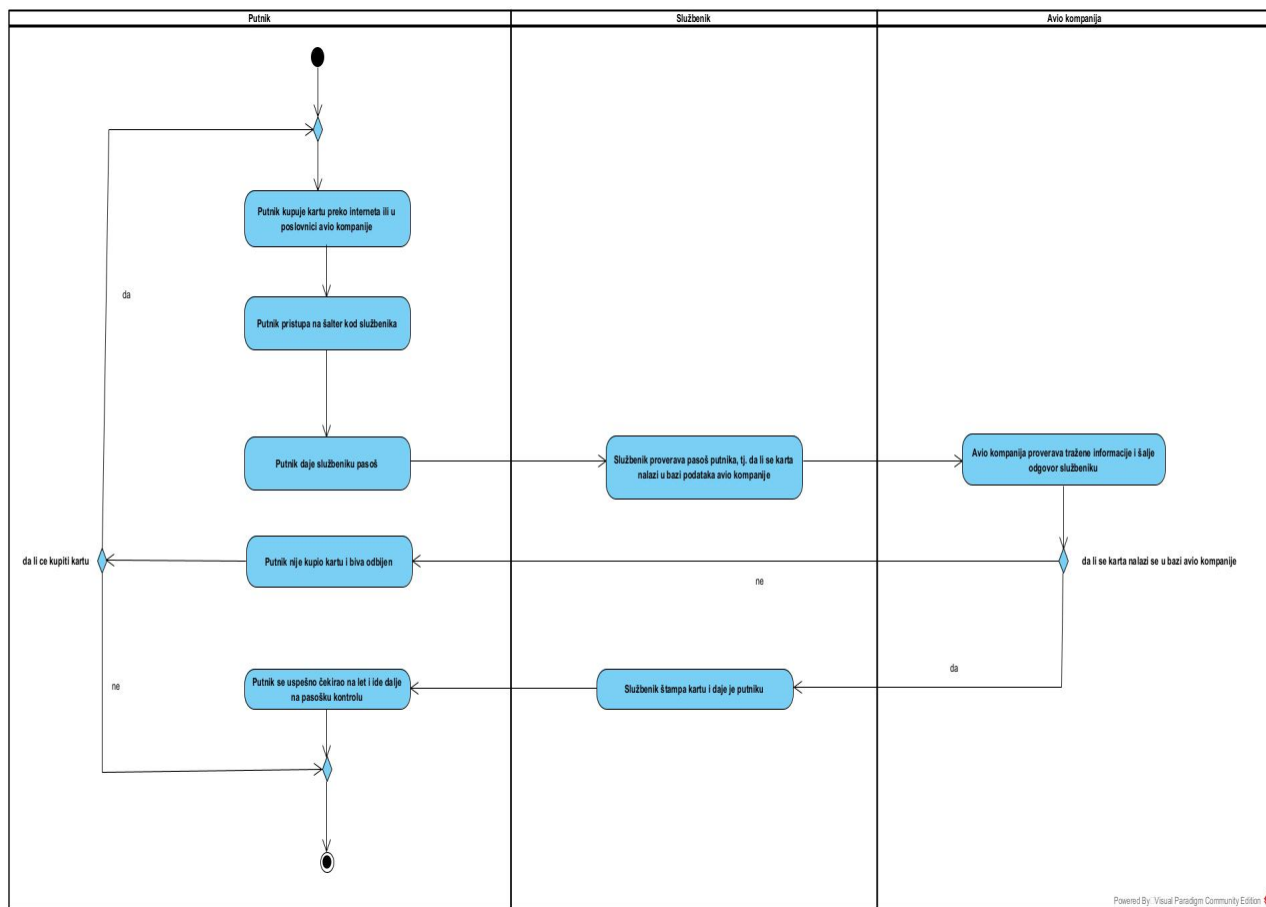 Putnik
Službenik
Avio kompanija
Putnik kupuje kartu preko interneta ili u
poslovnici avio kompanije
da
Putnik pristupa na šalter kod službenika
Putnik daje službeniku pasoš
Službenik proverava pasoš putnika, tj. da li se karta
nalazi u bazi podataka avio kompanije
Avio kompanija proverava tražene informacije i šalje
odgovor službeniku
da li ce kupiti kartu
Putnik nije kupio kartu i biva odbijen
da li se karta nalazi se u bazi avio kompanije
ne
da
ne
Putnik se uspešno čekirao na let i ide dalje
na pasošku kontrolu
Službenik štampa kartu i daje je putniku
Powered By: Visual Paradigm Community Edition